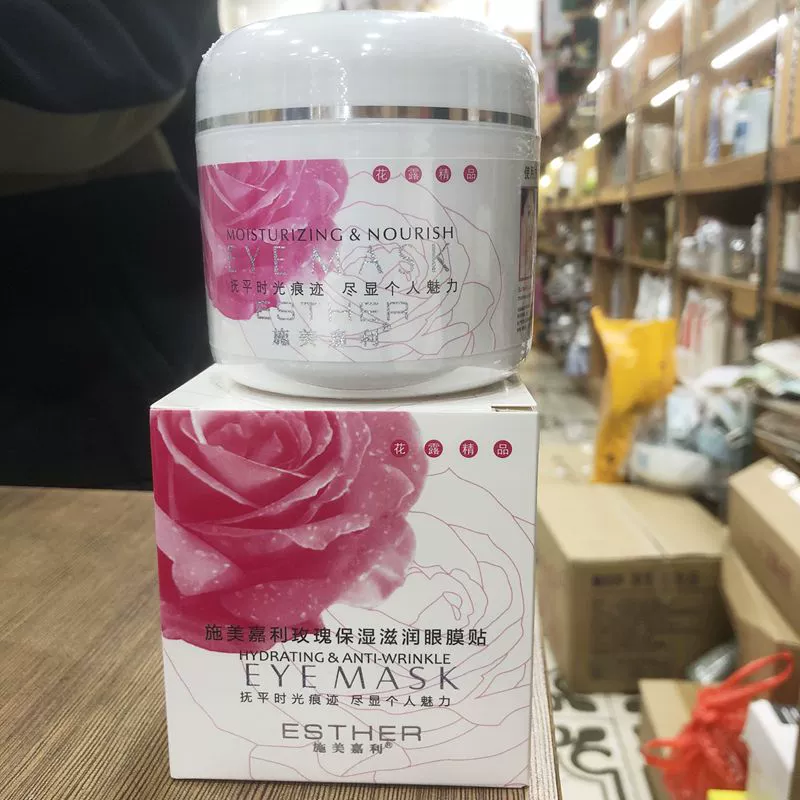 花露精品
MOISTURIZING & NOURISH
EYE MASK
抚平时光痕迹 尽显个人魅力
ESTHER
施美嘉利®
花露精品
施美嘉利玫瑰保湿滋润眼膜贴
HYDRATING & ANTI-WRINKLE
EYE MASK
抚平时光痕迹 尽显个人魅力
ESTHER
施美嘉利®